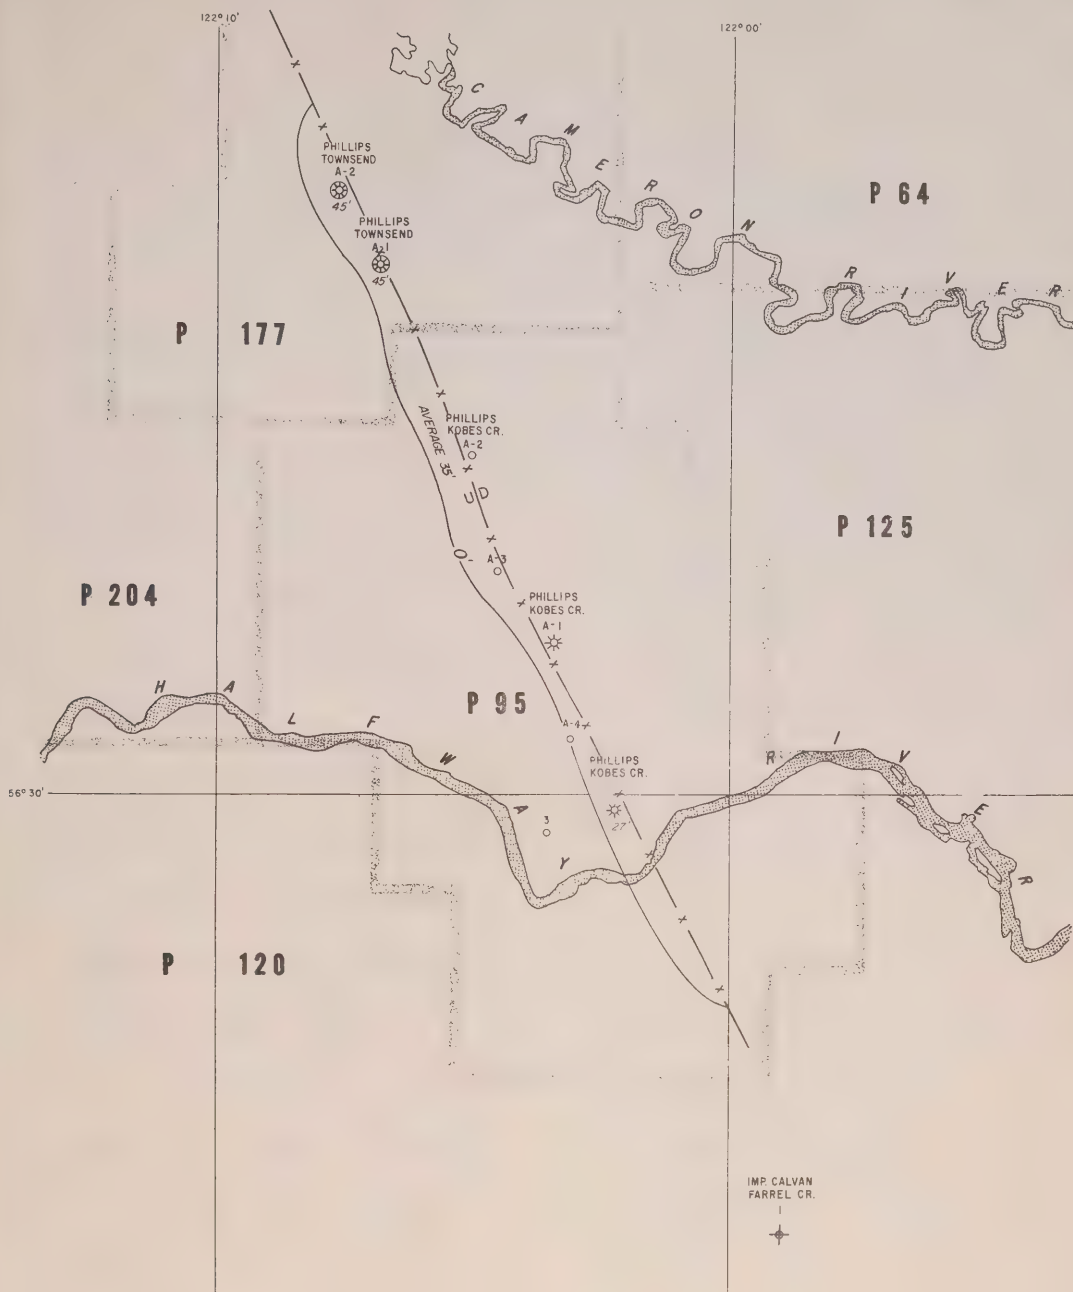 122° 10'
122° 00'
CAMERON RIVER
PHILLIPS
TOWNSEND
A-2
45'
P 64
PHILLIPS
TOWNSEND
A-1
45'
P 177
PHILLIPS
KOBES CR.
A-2
AVERAGE 35'
U D
P 125
O'
A-3
P 204
PHILLIPS
KOBES CR.
A-1
HALFWAY RIVER
P 95
A-4
PHILLIPS
KOBES CR.
56° 30'
27'
3
P 120
IMP. CALVAN
FARREL CR.
1